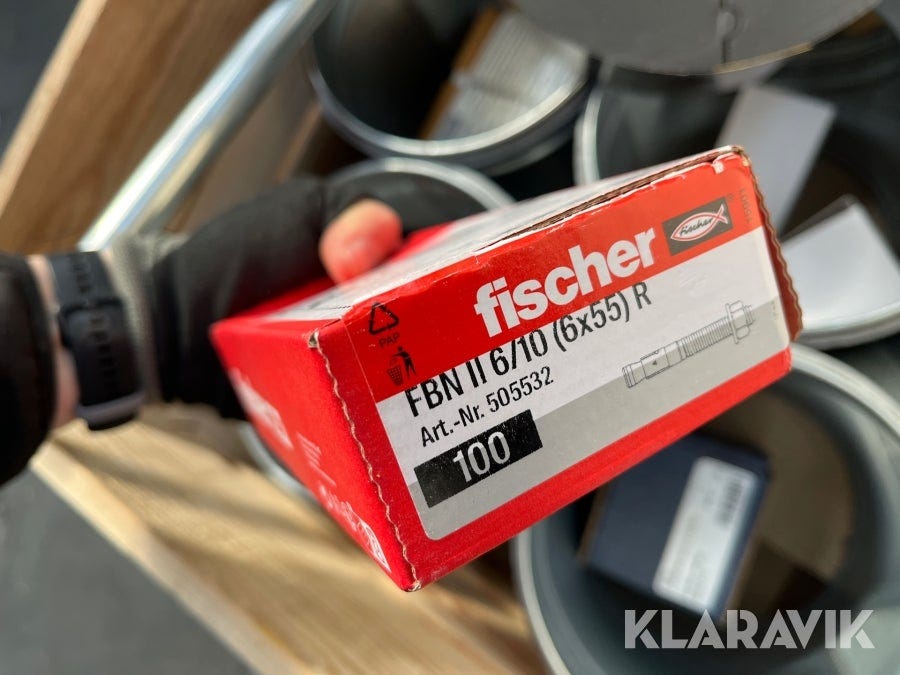 fischer
fischer
PAP
FBN II 6/10 (6x55) R
Art.-Nr. 505532
100
KLARAVIK